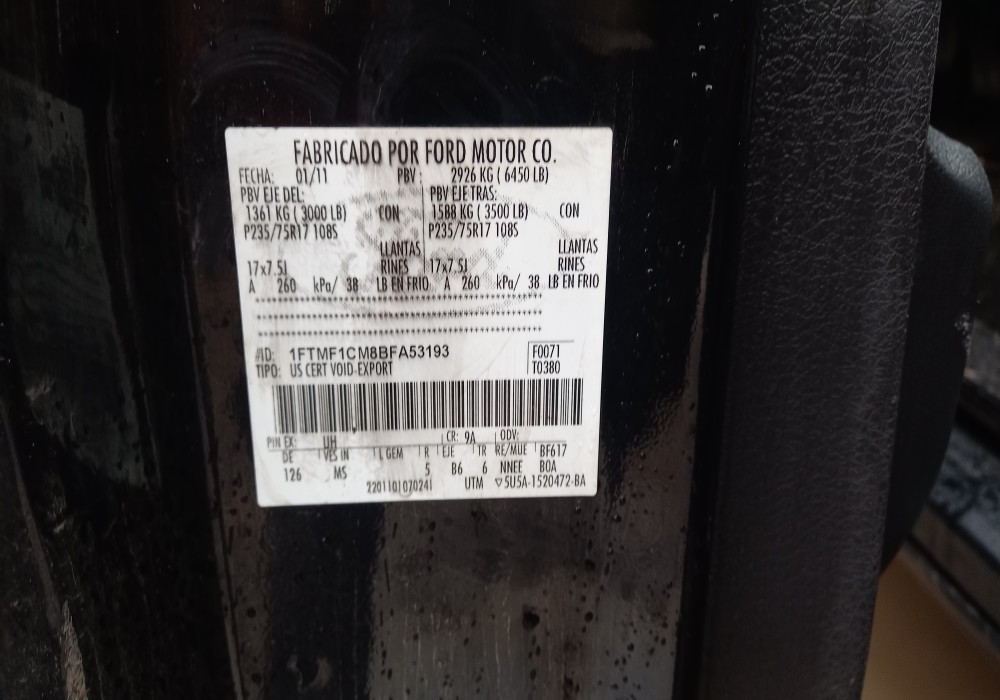 FABRICADO POR FORD MOTOR CO.
FECHA: 01/11 PBV: 2926 KG ( 6450 LB)
PBV EJE DEL: PBV EJE TRAS:
1361 KG ( 3000 LB) CON 1588 KG ( 3500 LB) CON
P235/75R17 108S P235/75R17 108S
LLANTAS LLANTAS
17x7.5J RINES 17x7.5J RINES
A 260 kPa/ 38 LB EN FRIO A 260 kPa/ 38 LB EN FRIO
#ID: 1FTMF1CM8BFA53193 F0071
TIPO: US CERT VOID-EXPORT T0380
PIN EX: UH CR: 9A ODV:
DE VES IN LGEM R EJE TR RE/MUE BF617
126 MS 5 B6 6 NNEE BOA
2201101070241 UTM ▽5U5A-1520472-BA